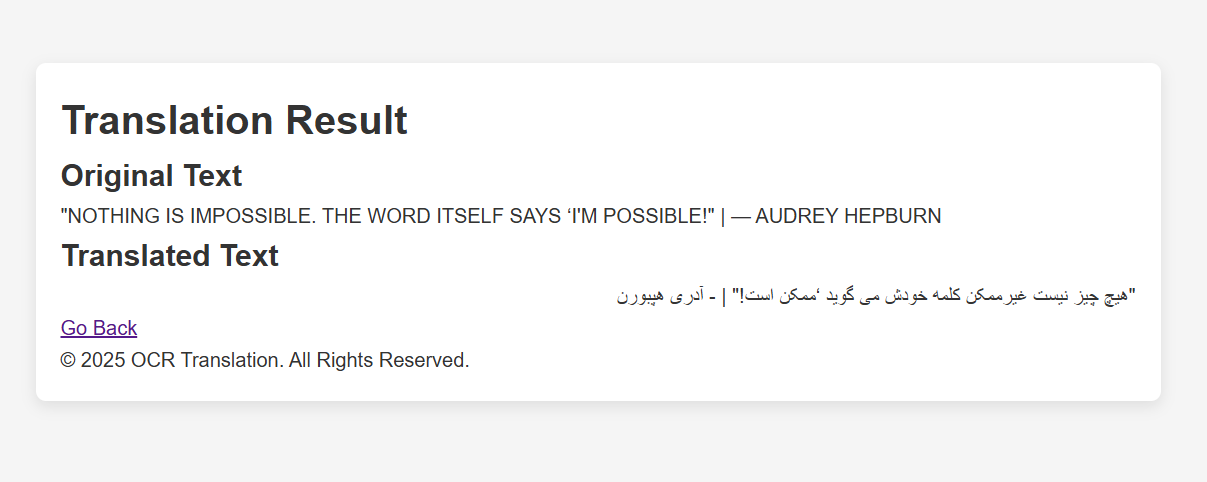 Translation Result
Original Text
"NOTHING IS IMPOSSIBLE. THE WORD ITSELF SAYS ‘I'M POSSIBLE!" | — AUDREY HEPBURN
Translated Text
"هیچ چیز نیست غیرممکن کلمه خودش می گوید ‘ممکن است!" | - آدری هیبورن
Go Back
© 2025 OCR Translation. All Rights Reserved.